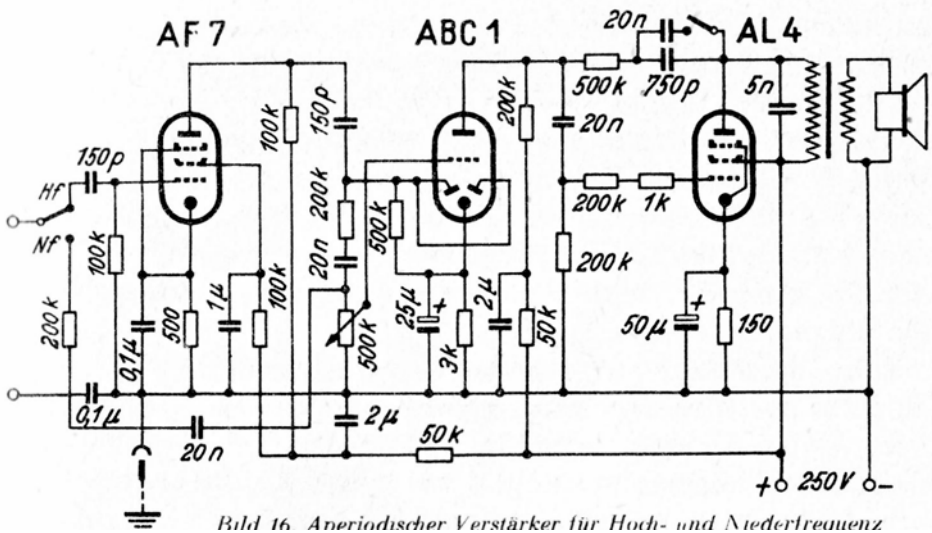 AF 7
ABC 1
AL 4
20n
150p
Hf
Nf
100k
200k
0,1µ
0,1µ
500
1µ
100k
100k
150p
200k
20n
500k
500k
25µ
+
3k
2µ
200k
50k
500k
750p
20n
200k
1k
200k
5n
50µ
+
150
20n
2µ
50k
+
250V
-
Bild 16. Aperiodischer Verstärker für Hoch- und Niederfrequenz